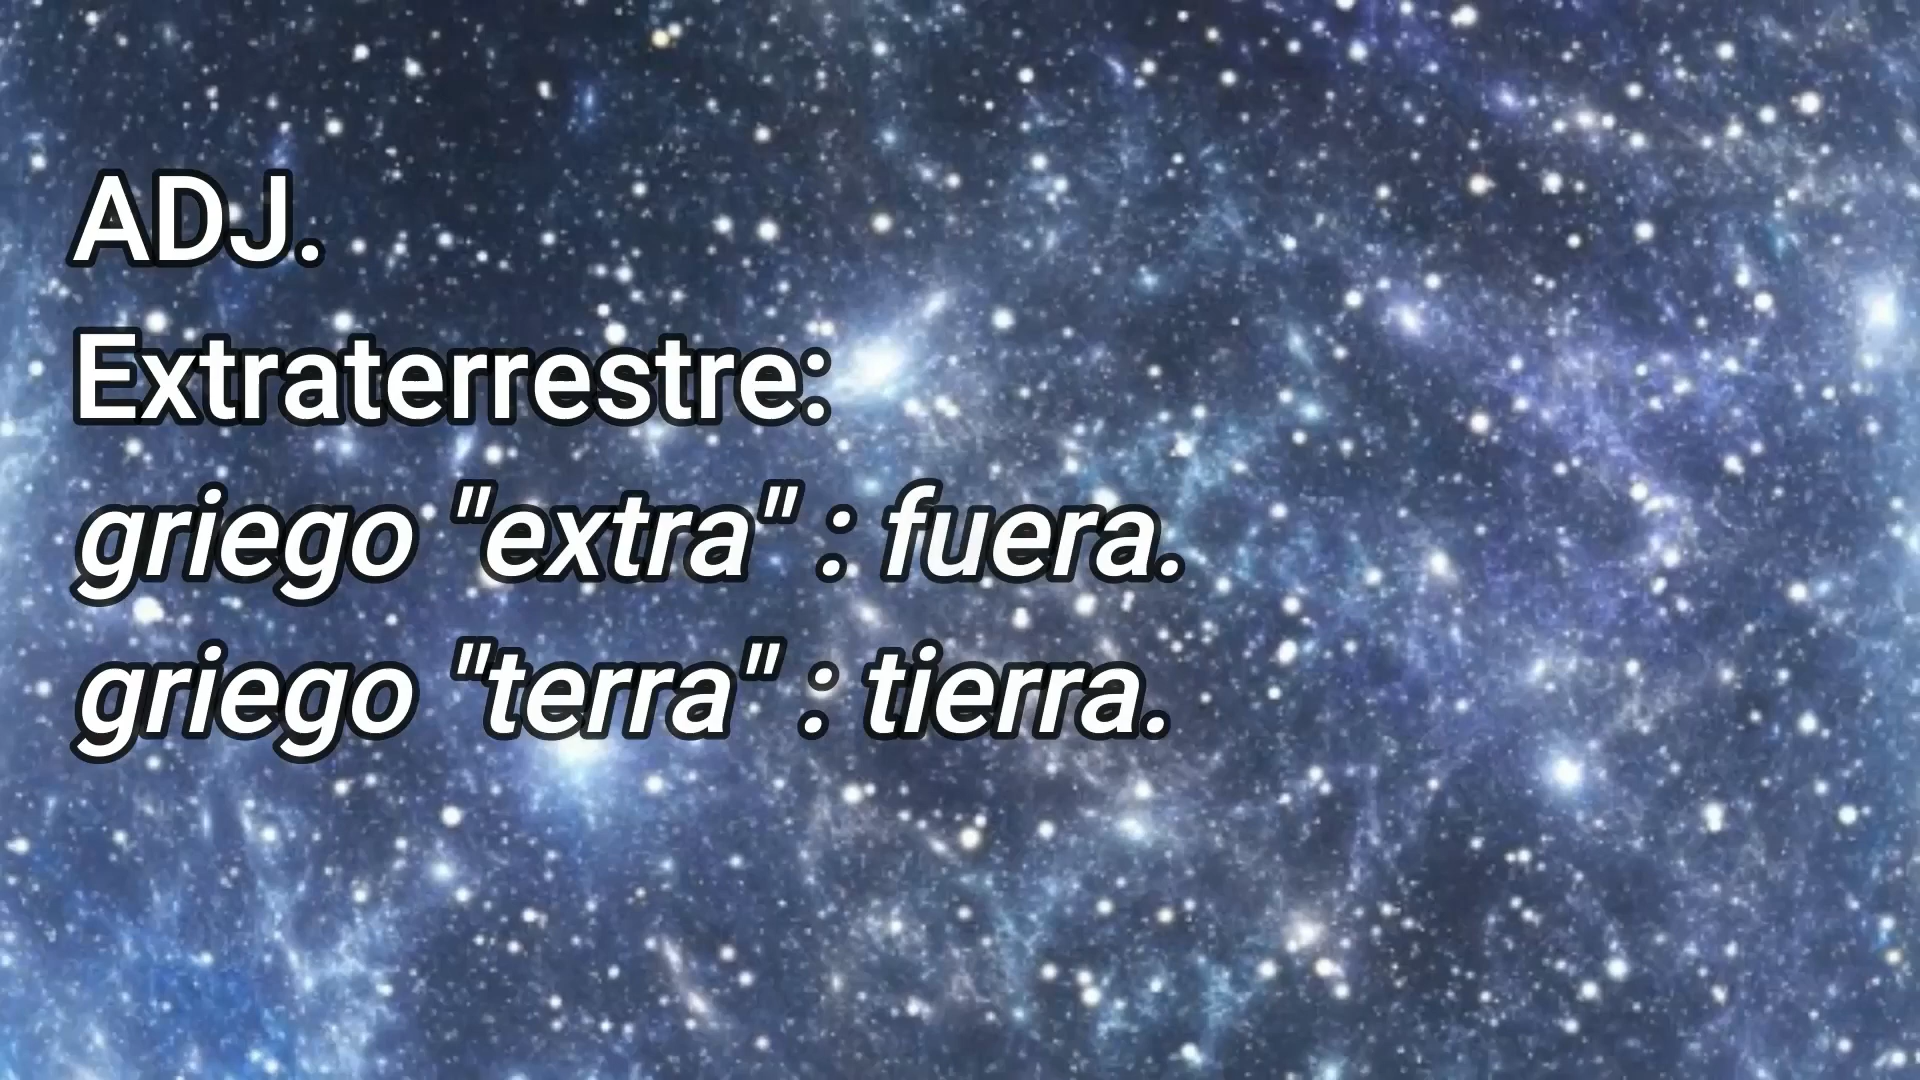 ADJ.
Extraterrestre:
griego "extra" : fuera.
griego "terra" : tierra.